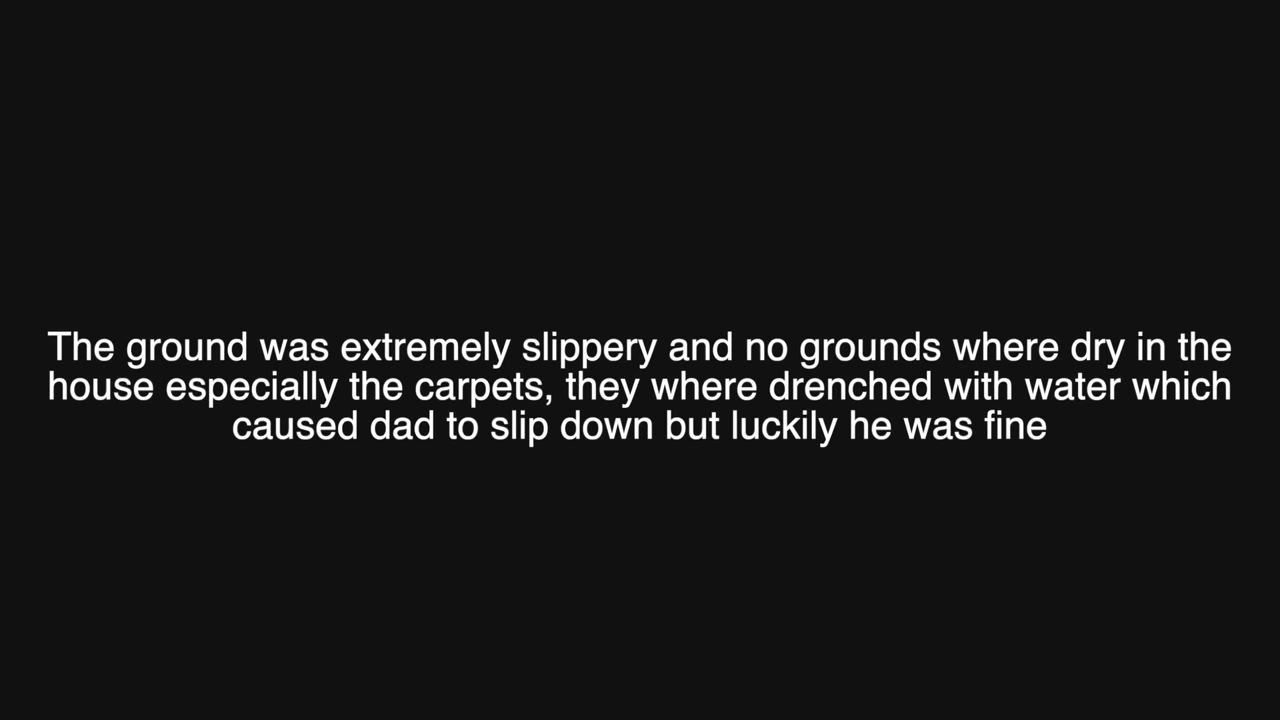 The ground was extremely slippery and no grounds where dry in the
house especially the carpets, they where drenched with water which
caused dad to slip down but luckily he was fine